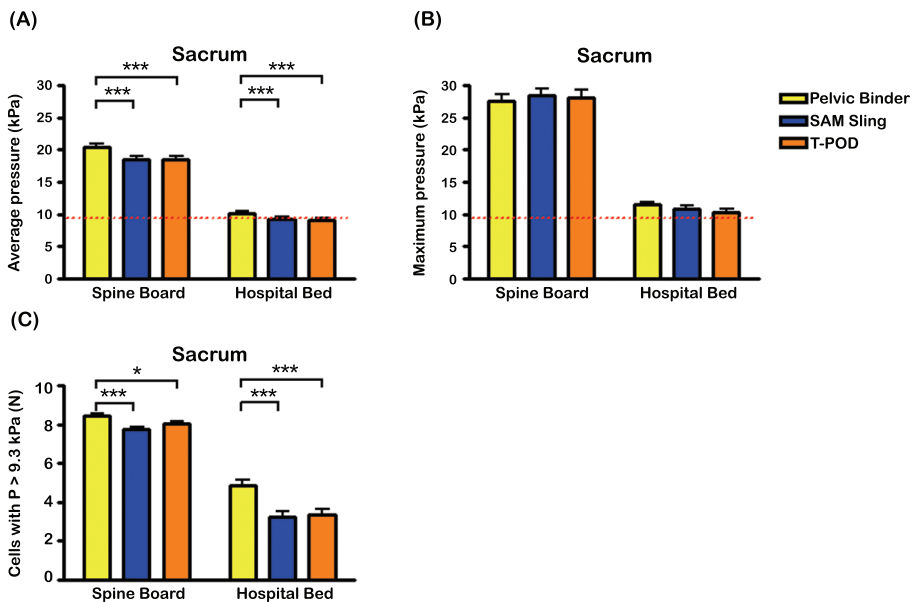 (A)
Sacrum
***
***
***
***
Average pressure (kPa)
30
25
20
15
10
5
0
Spine Board
Hospital Bed
(B)
Sacrum
Maximum pressure (kPa)
30
25
20
15
10
5
0
Spine Board
Hospital Bed
Pelvic Binder
SAM Sling
T-POD
(C)
Sacrum
*
***
***
***
Cells with P > 9.3 kPa (N)
10
8
6
4
2
0
Spine Board
Hospital Bed